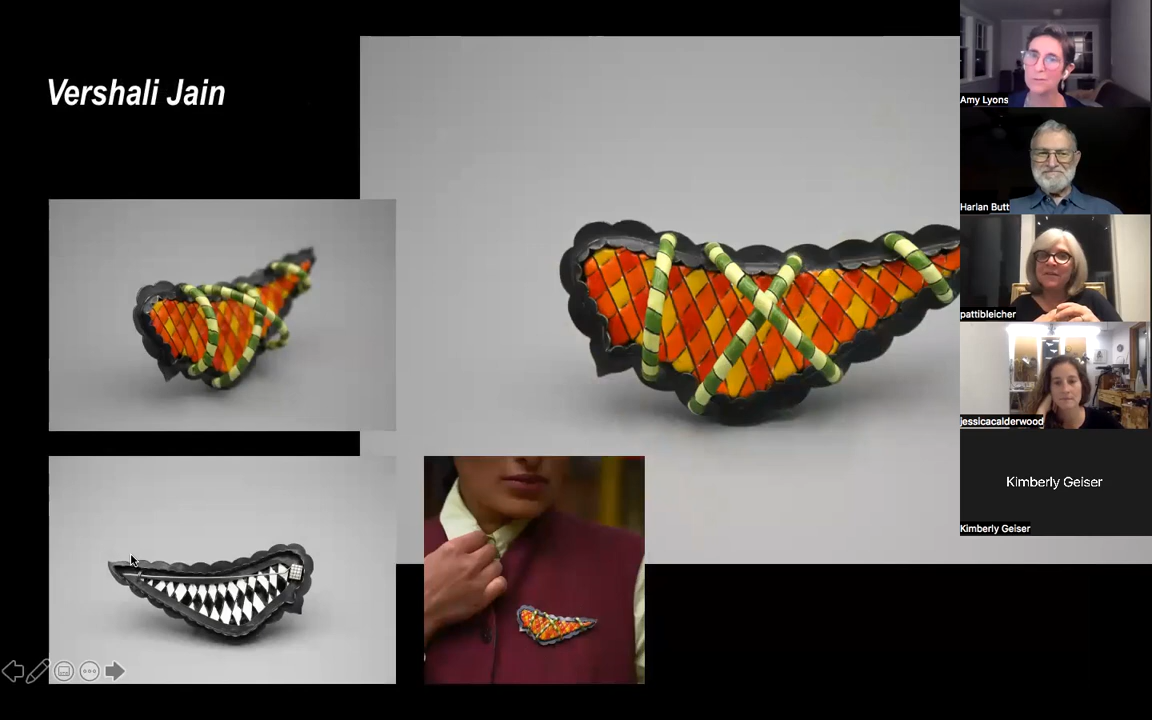 Vershali Jain
Amy Lyons
Harlan Butt
pattibleicher
jessicacalderwood
Kimberly Geiser
Kimberly Geiser